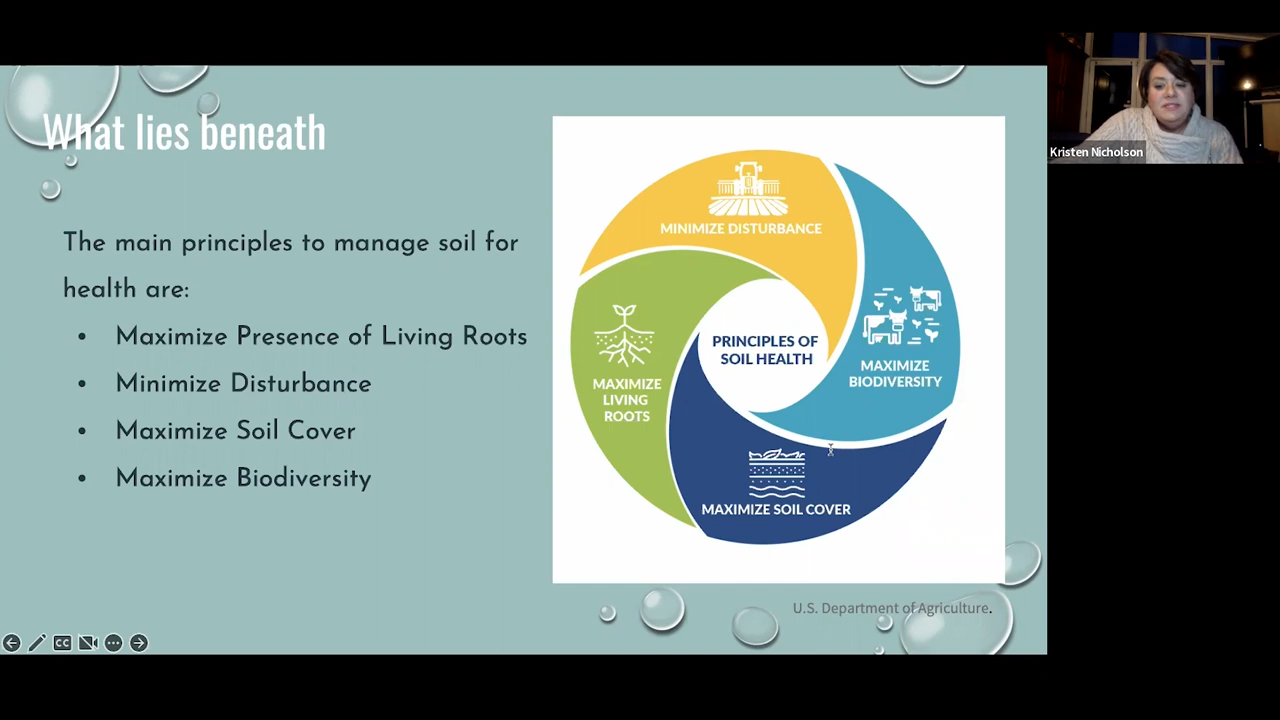 What lies beneath
The main principles to manage soil for
health are:
• Maximize Presence of Living Roots
• Minimize Disturbance
• Maximize Soil Cover
• Maximize Biodiversity
MINIMIZE DISTURBANCE
MAXIMIZE
BIODIVERSITY
PRINCIPLES OF
SOIL HEALTH
MAXIMIZE
LIVING
ROOTS
MAXIMIZE SOIL COVER
U.S. Department of Agriculture.
CC
Kristen Nicholson